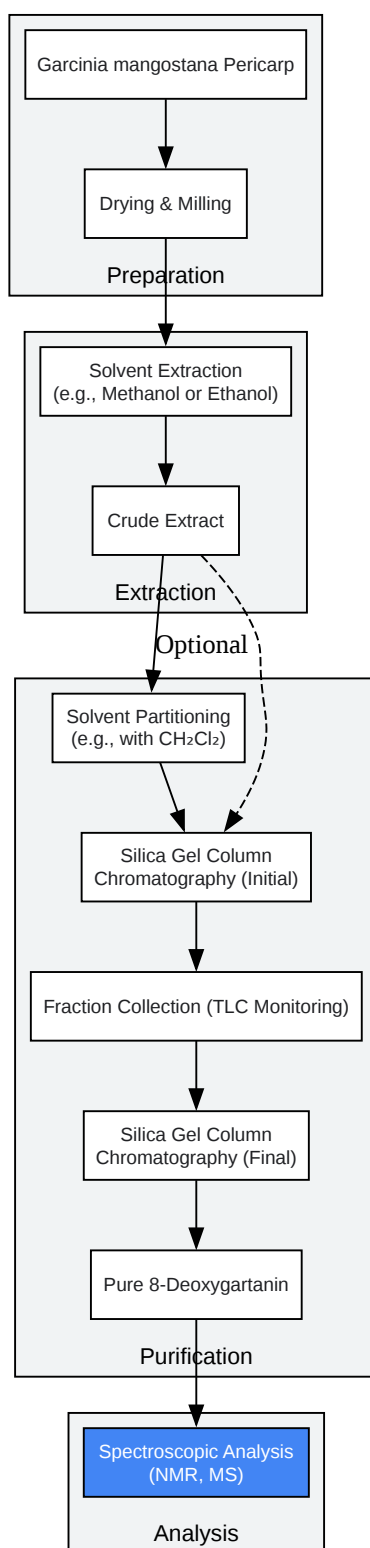 Garcinia mangostana Pericarp
Drying & Milling
Preparation
Solvent Extraction
(e.g., Methanol or Ethanol)
Crude Extract
Extraction
Optional
Solvent Partitioning
(e.g., with CH₂Cl₂)
Silica Gel Column
Chromatography (Initial)
Fraction Collection (TLC Monitoring)
Silica Gel Column
Chromatography (Final)
Pure 8-Deoxygartanin
Purification
Spectroscopic Analysis
(NMR, MS)
Analysis